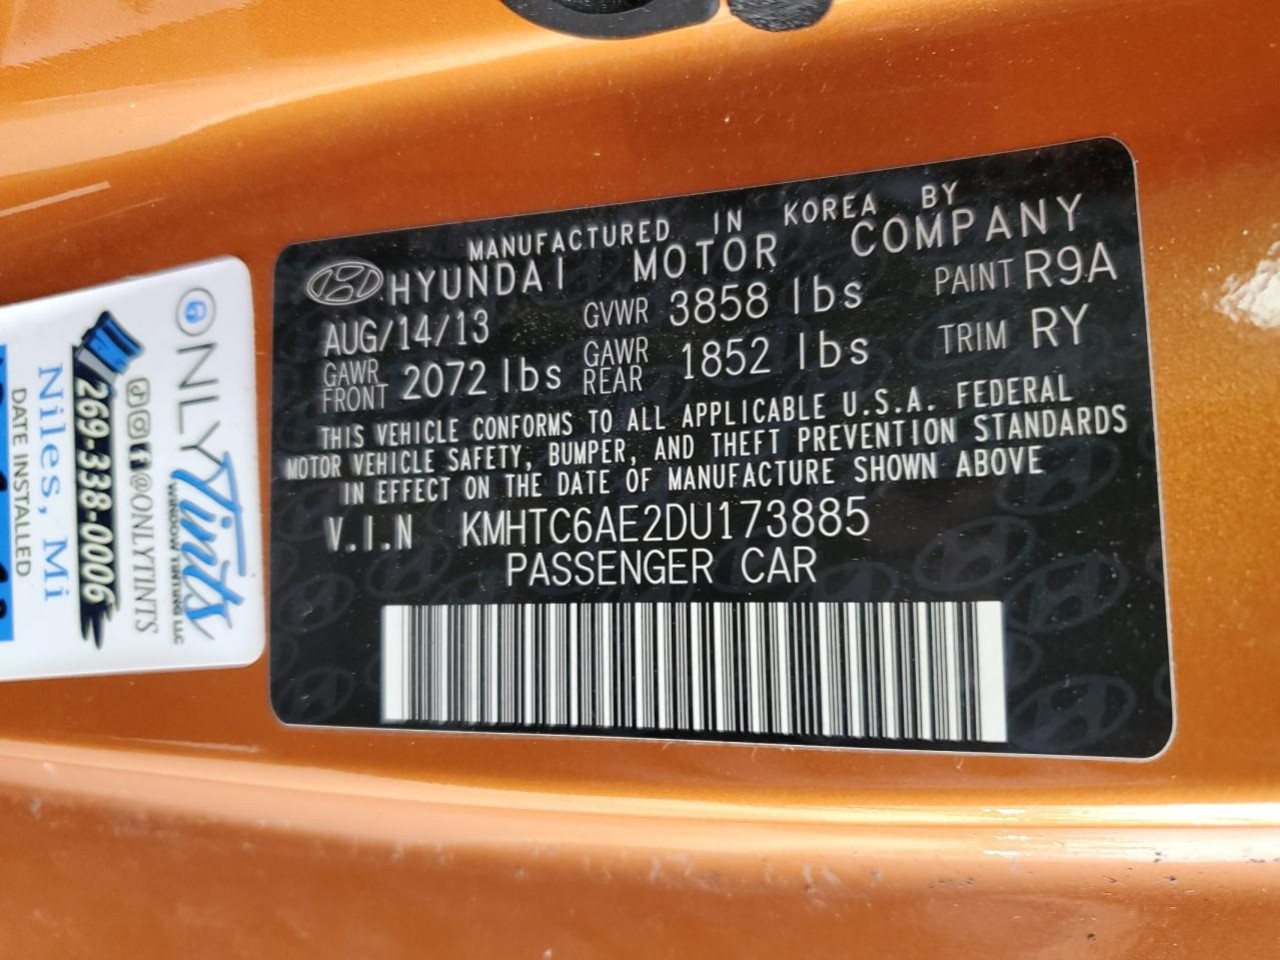 MANUFACTURED IN KOREA BY
HYUNDAI MOTOR COMPANY
AUG/14/13 GVWR 3858 lbs PAINT R9A
GAWR FRONT 2072 lbs GAWR REAR 1852 lbs TRIM RY
THIS VEHICLE CONFORMS TO ALL APPLICABLE U.S.A. FEDERAL
MOTOR VEHICLE SAFETY, BUMPER, AND THEFT PREVENTION STANDARDS
IN EFFECT ON THE DATE OF MANUFACTURE SHOWN ABOVE
V.I.N KMHTC6AE2DU173885
PASSENGER CAR
ONLY Tints
WINDOW TINTING LLC
@ONLYTINTS
269-338-0006
Niles, Mi
DATE INSTALLED